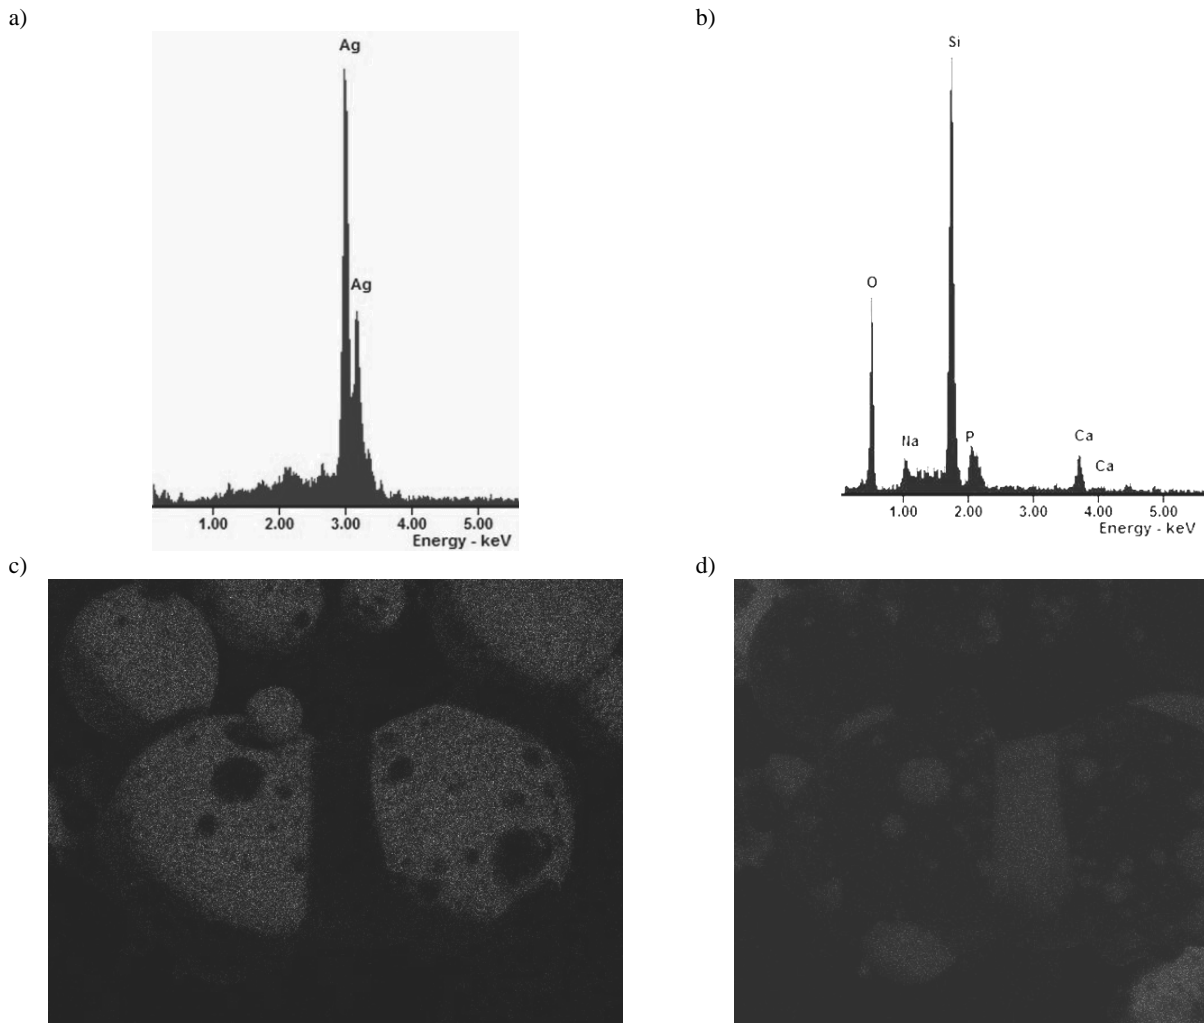 a)
b)
Ag
Ag
1.00 2.00 3.00 4.00 5.00
Energy - keV
Si
O
Na
P
Ca
Ca
1.00 2.00 3.00 4.00 5.00
Energy - keV
c)
d)